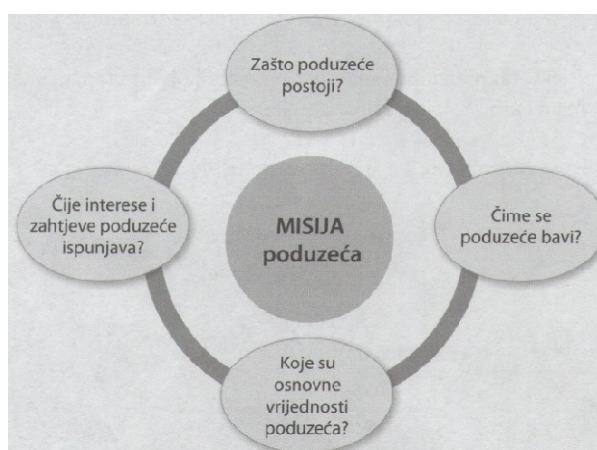 Zašto poduzeće
postoji?
Čije interese i
zahtjeve poduzeće
ispunjava?
MISIJA
poduzeća
Čime se
poduzeće bavi?
Koje su
osnovne
vrijednosti
poduzeća?